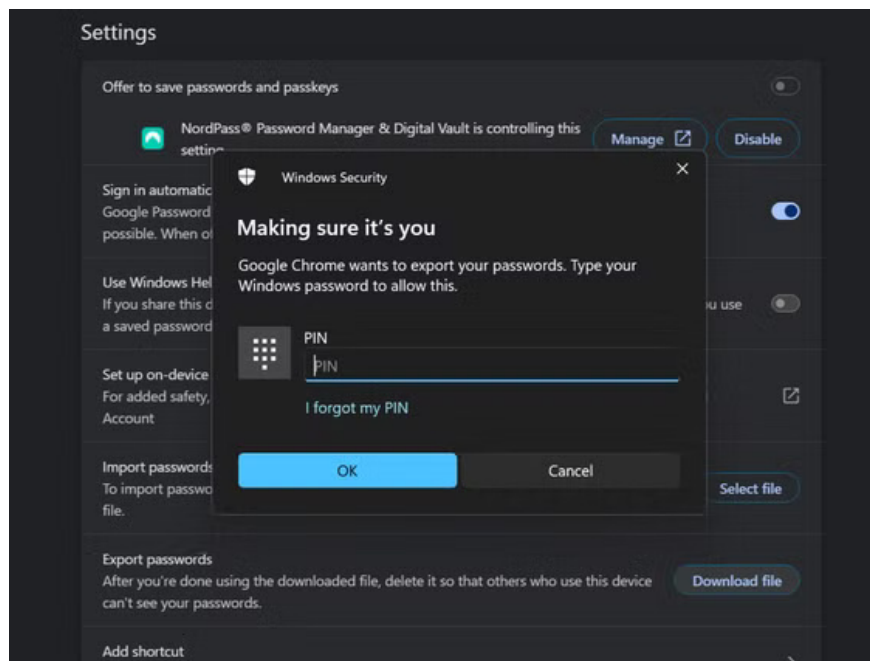 Settings
Offer to save passwords and passkeys
NordPass® Password Manager & Digital Vault is controlling this
setting
Manage
Disable
Windows Security
Sign in automatic
Google Password
possible. When of
Making sure it's you
Google Chrome wants to export your passwords. Type your
Windows password to allow this.
Use Windows Hel
If you share this d
u use
a saved password
PIN
PIN
I forgot my PIN
Set up on-device
For added safety,
Account
OK
Cancel
Import passwords
To import passwo
file.
Select file
Export passwords
After you're done using the downloaded file, delete it so that others who use this device
can't see your passwords.
Download file
Add shortcut